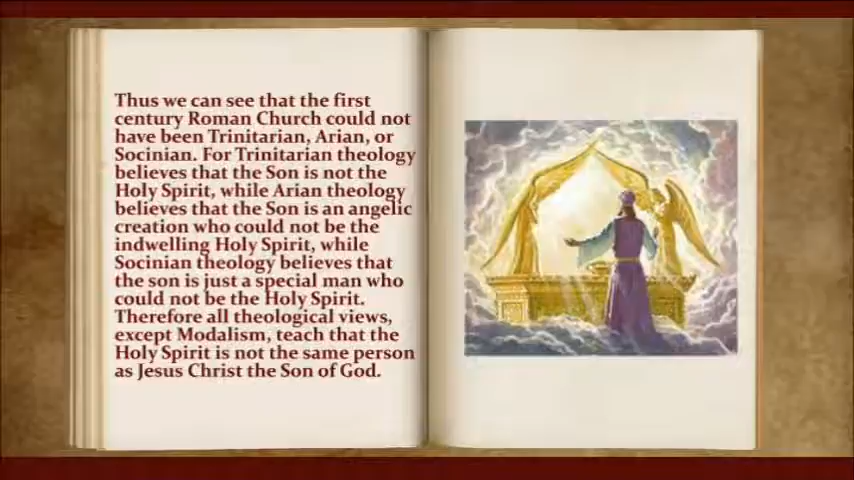 Thus we can see that the first
century Roman Church could not
have been Trinitarian, Arian, or
Socinian. For Trinitarian theology
believes that the Son is not the
Holy Spirit, while Arian theology
believes that the Son is an angelic
creation who could not be the
indwelling Holy Spirit, while
Socinian theology believes that
the son is just a special man who
could not be the Holy Spirit.
Therefore all theological views,
except Modalism, teach that the
Holy Spirit is not the same person
as Jesus Christ the Son of God.